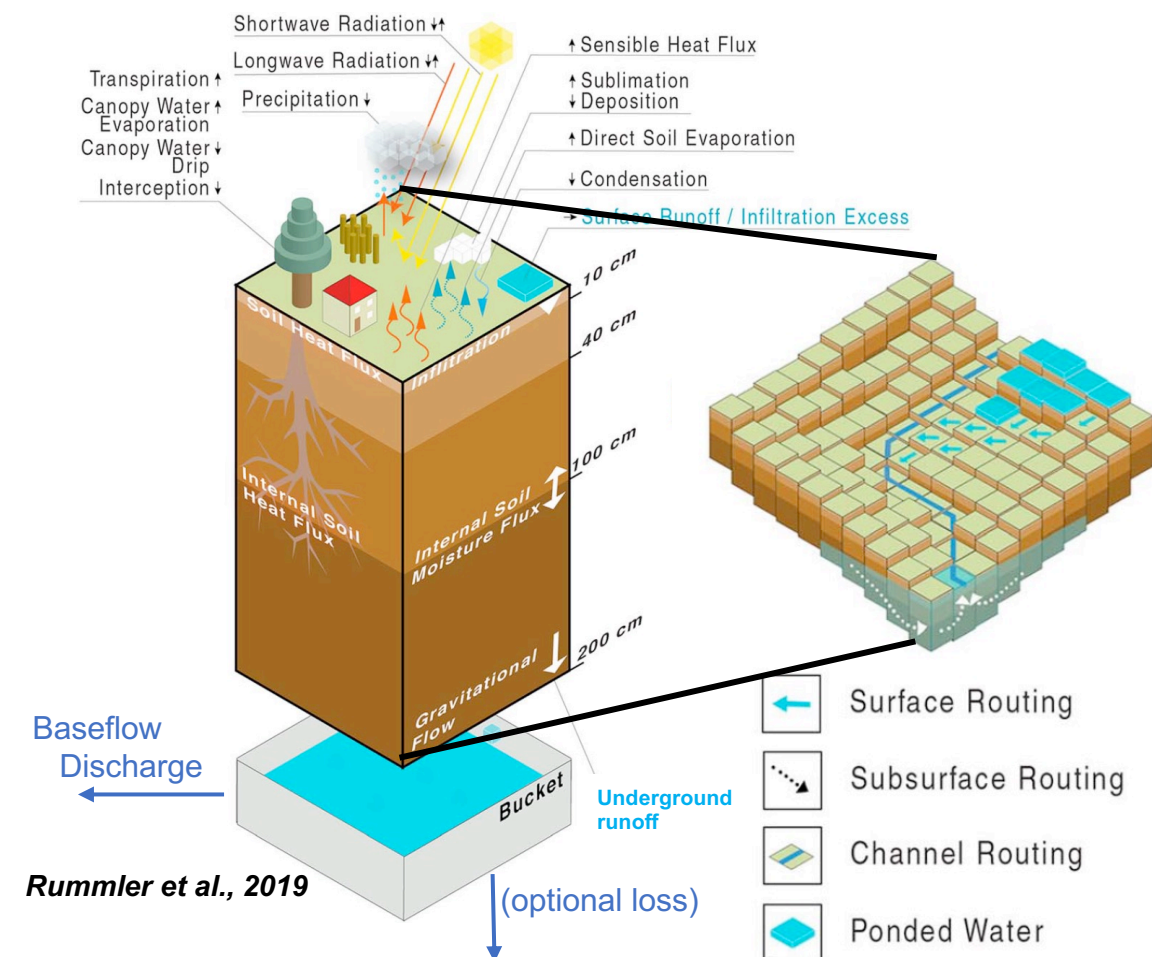 Shortwave Radiation ↓↑
Longwave Radiation ↓↑
Precipitation ↓
Transpiration ↑
Canopy Water ↑
Evaporation
Canopy Water ↓
Drip
Interception ↓
↑ Sensible Heat Flux
↑ Sublimation
↓ Deposition
↑ Direct Soil Evaporation
↓ Condensation
→ Surface Runoff / Infiltration Excess
10 cm
40 cm
100 cm
200 cm
Soil Heat Flux
Infiltration
Internal Soil
Heat Flux
Internal Soil
Moisture Flux
Gravitational
Flow
Baseflow
Discharge
Bucket
Underground
runoff
Rummler et al., 2019
(optional loss)
Surface Routing
Subsurface Routing
Channel Routing
Ponded Water